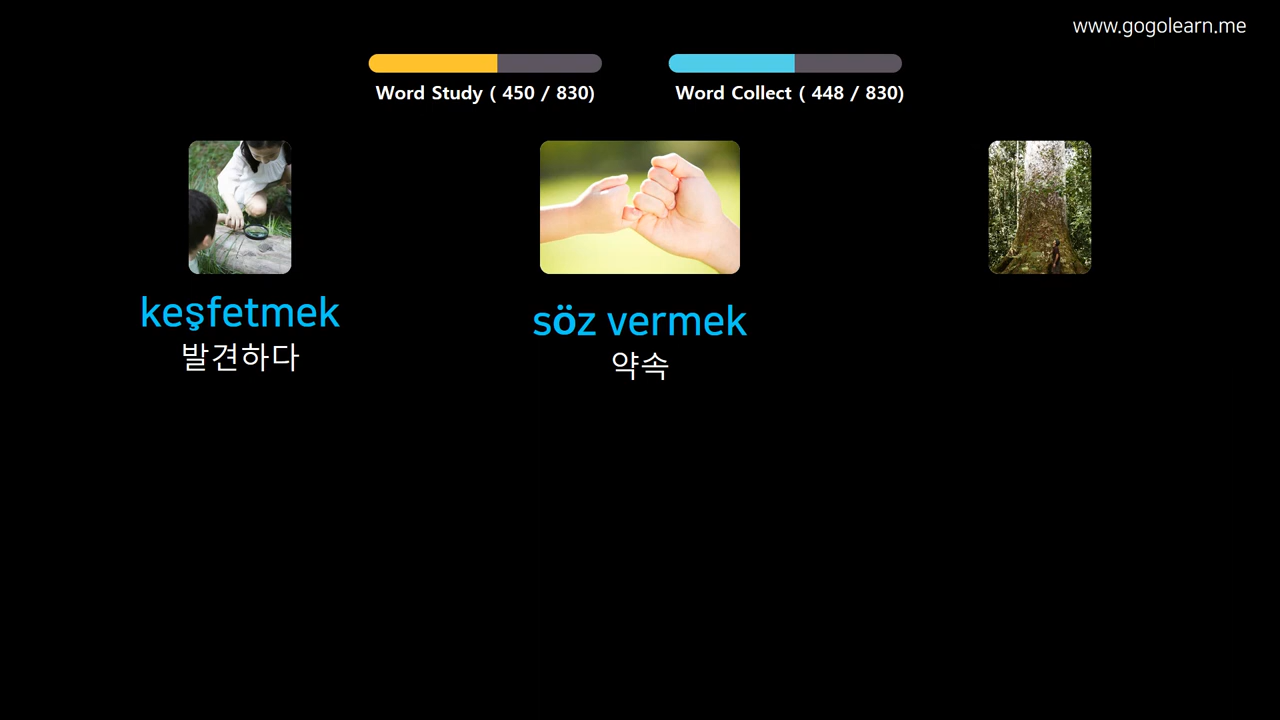 www.gogolearn.me
Word Study ( 450 / 830)
Word Collect ( 448 / 830)
keşfetmek
발견하다
söz vermek
약속